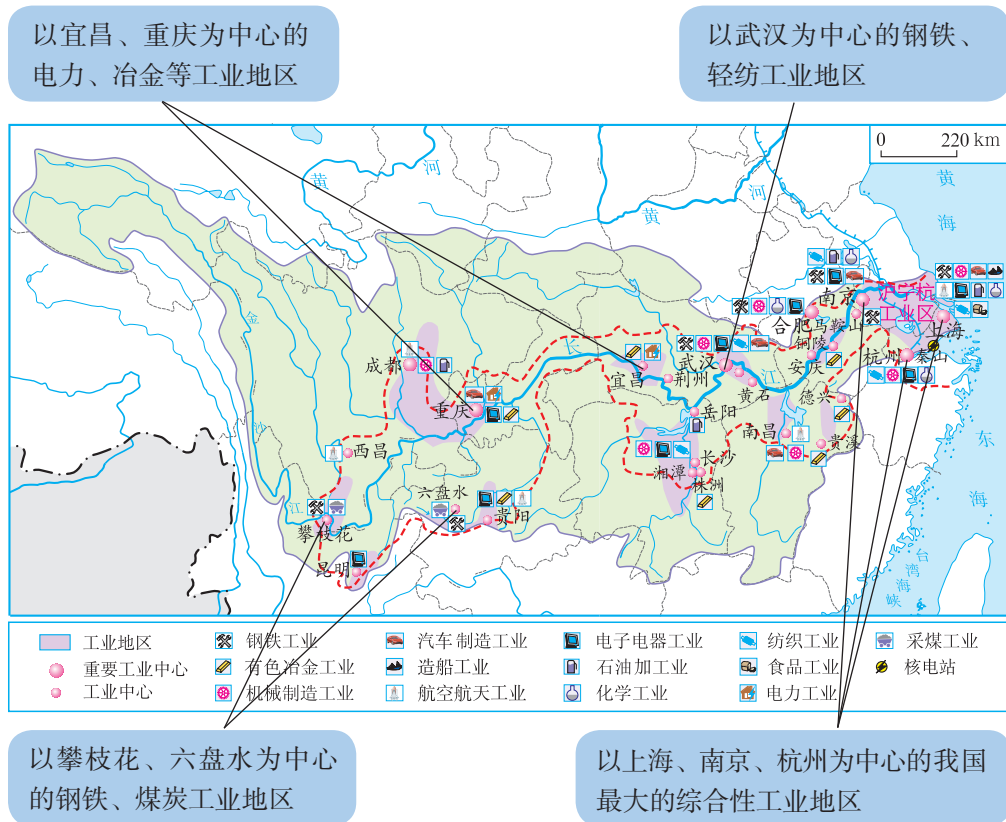 以宜昌、重庆为中心的
电力、冶金等工业地区
以武汉为中心的钢铁、
轻纺工业地区
0 220 km
黄
河
黄
河
黄
海
金
沙
江
长
江
成都
重庆
西昌
攀枝花
昆明
六盘水
贵阳
宜昌
荆州
武汉
黄石
岳阳
长沙
湘潭
株洲
南昌
德兴
贵溪
安庆
铜陵
合肥
马鞍山
南京
沪宁杭
工业区
上海
杭州
秦山
东
海
台
湾
海
峡
工业地区
钢铁工业
汽车制造工业
电子电器工业
纺织工业
采煤工业
重要工业中心
有色冶金工业
造船工业
石油加工业
食品工业
核电站
工业中心
机械制造工业
航空航天工业
化学工业
电力工业
以攀枝花、六盘水为中心
的钢铁、煤炭工业地区
以上海、南京、杭州为中心的我国
最大的综合性工业地区